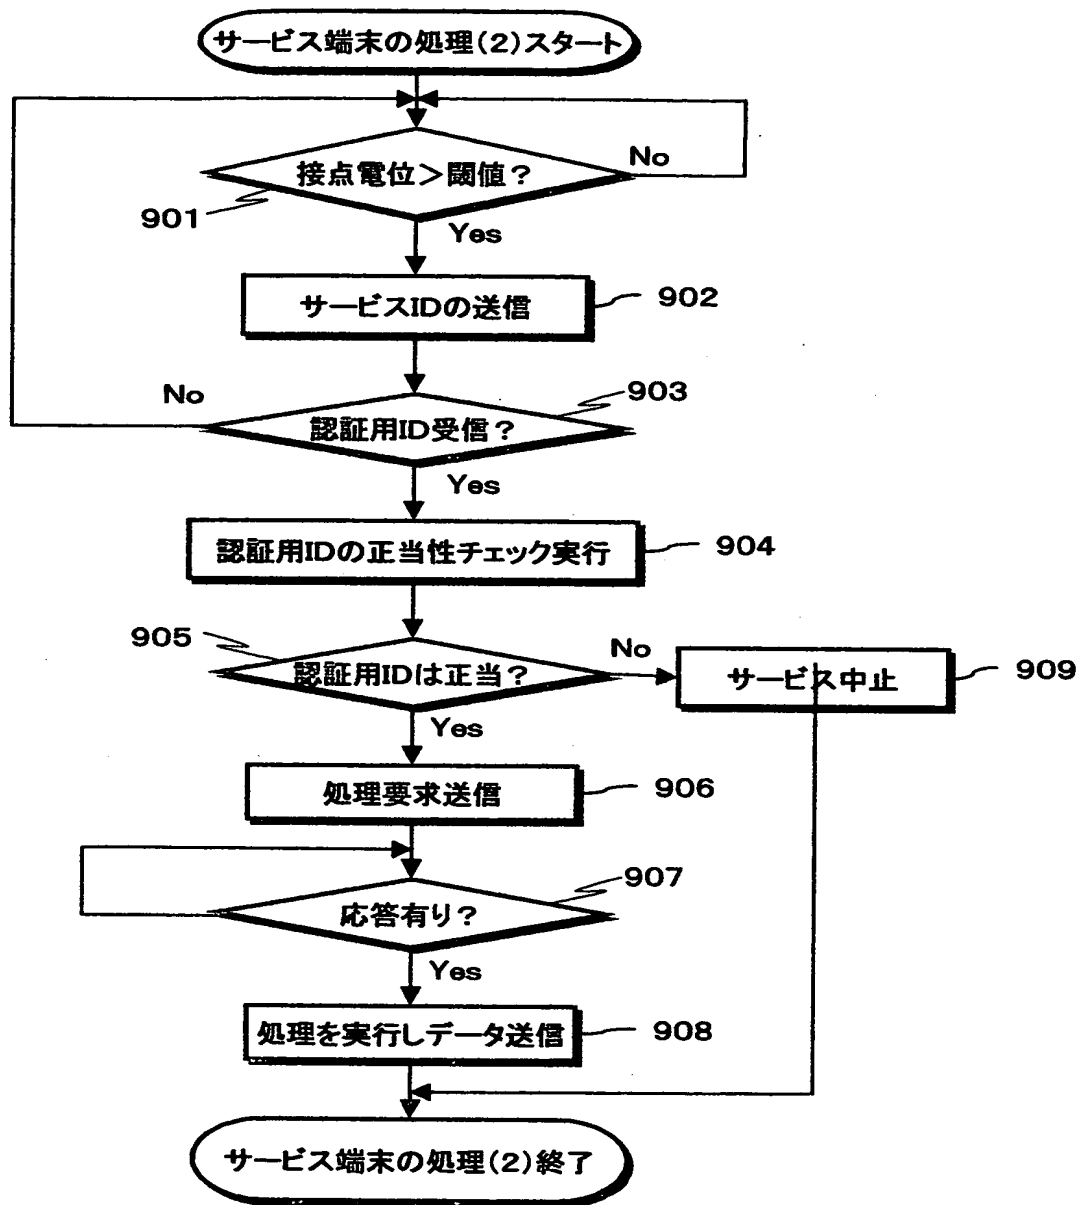 サービス端末の処理(2)スタート
接点電位>閾値?
No
901
Yes
サービスIDの送信
902
No
903
認証用ID受信?
Yes
認証用IDの正当性チェック実行
904
905
認証用IDは正当?
No
サービス中止
909
Yes
処理要求送信
906
907
応答有り?
Yes
処理を実行しデータ送信
908
サービス端末の処理(2)終了